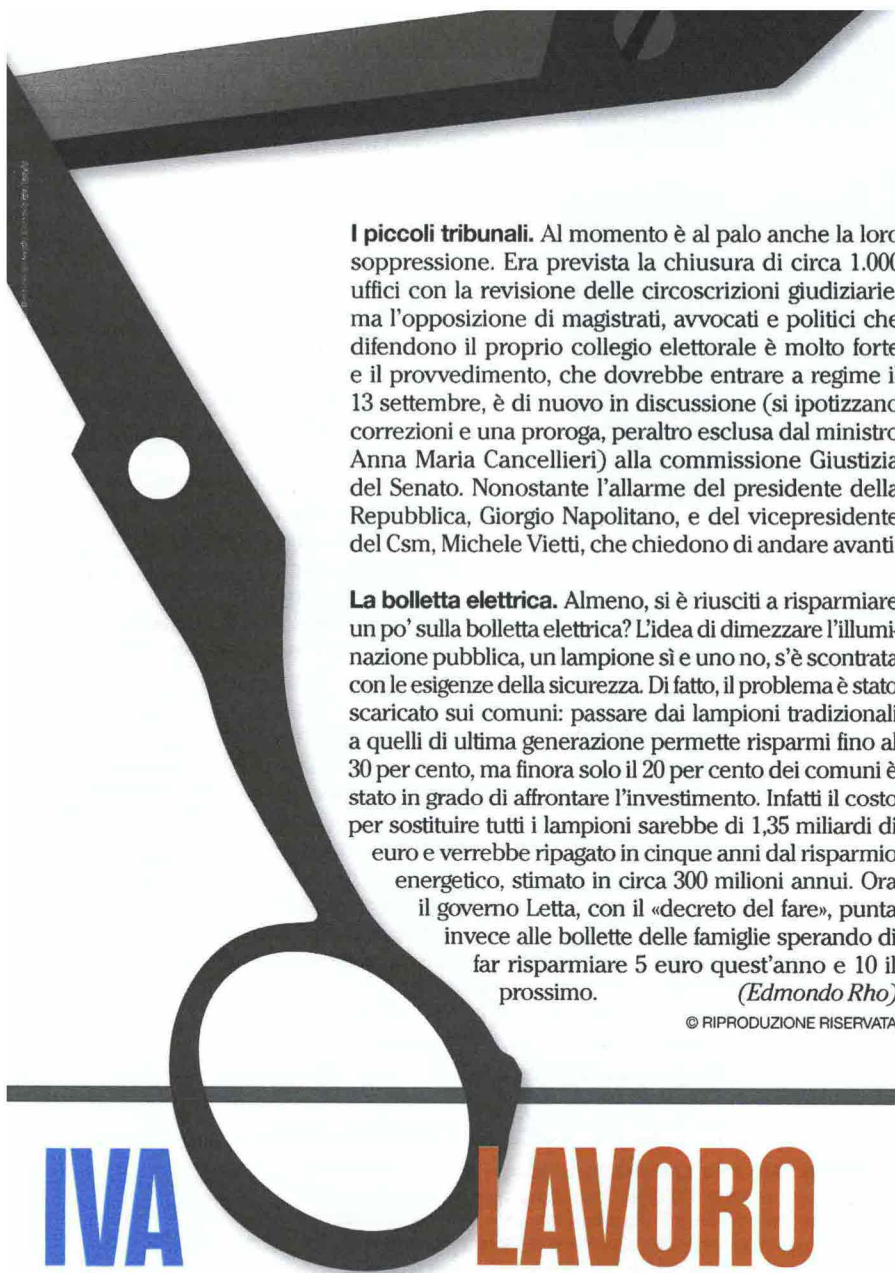 I piccoli tribunali. Al momento è al palo anche la loro
soppressione. Era prevista la chiusura di circa 1.000
uffici con la revisione delle circoscrizioni giudiziarie
ma l'opposizione di magistrati, avvocati e politici che
difendono il proprio collegio elettorale è molto forte
e il provvedimento, che dovrebbe entrare a regime i
13 settembre, è di nuovo in discussione (si ipotizzano
correzioni e una proroga, peraltro esclusa dal ministro
Anna Maria Cancellieri) alla commissione Giustizia
del Senato. Nonostante l'allarme del presidente della
Repubblica, Giorgio Napolitano, e del vicepresidente
del Csm, Michele Vietti, che chiedono di andare avanti
La bolletta elettrica. Almeno, si è riusciti a risparmiare
un po' sulla bolletta elettrica? L'idea di dimezzare l'illumi-
nazione pubblica, un lampione sì e uno no, s'è scontrata
con le esigenze della sicurezza. Di fatto, il problema è stato
scaricato sui comuni: passare dai lampioni tradizionali
a quelli di ultima generazione permette risparmi fino al
30 per cento, ma finora solo il 20 per cento dei comuni è
stato in grado di affrontare l'investimento. Infatti il costo
per sostituire tutti i lampioni sarebbe di 1,35 miliardi di
euro e verrebbe ripagato in cinque anni dal risparmio
energetico, stimato in circa 300 milioni annui. Ora
il governo Letta, con il «decreto del fare», punta
invece alle bollette delle famiglie sperando di
far risparmiare 5 euro quest'anno e 10 il
prossimo. (Edmondo Rho)
© RIPRODUZIONE RISERVATA
IVA LAVORO